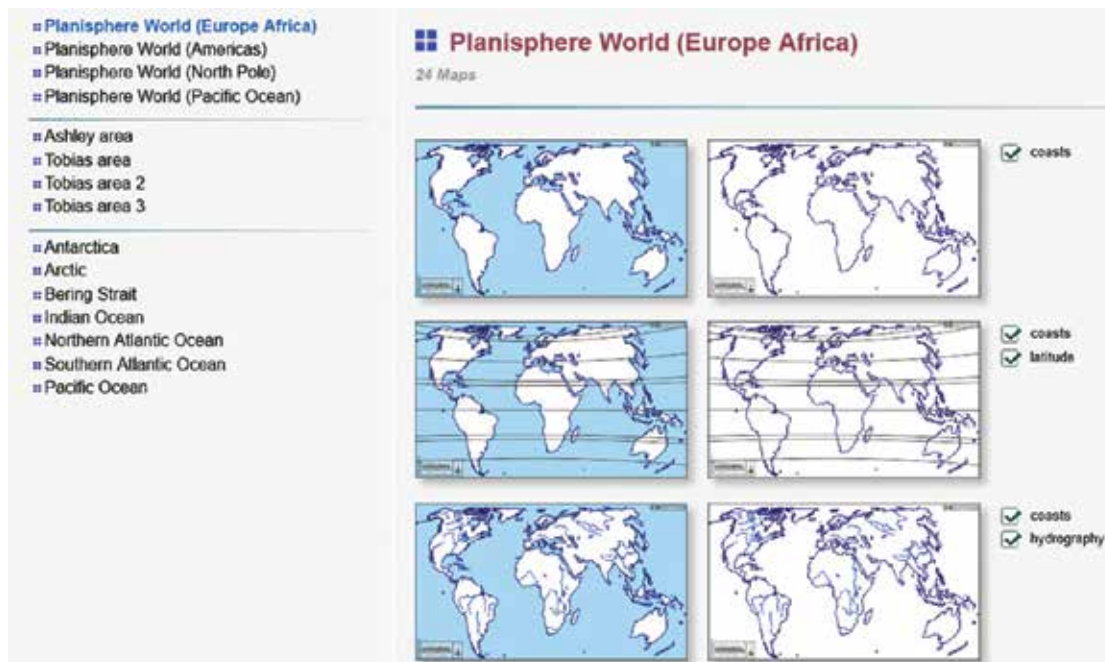 Planisphere World (Europe Africa)
Planisphere World (Americas)
Planisphere World (North Pole)
Planisphere World (Pacific Ocean)
Ashley area
Tobias area
Tobias area 2
Tobias area 3
Antarctica
Arctic
Bering Strait
Indian Ocean
Northern Atlantic Ocean
Southern Atlantic Ocean
Pacific Ocean
Planisphere World (Europe Africa)
24 Maps
coasts
coasts
latitude
coasts
hydrography